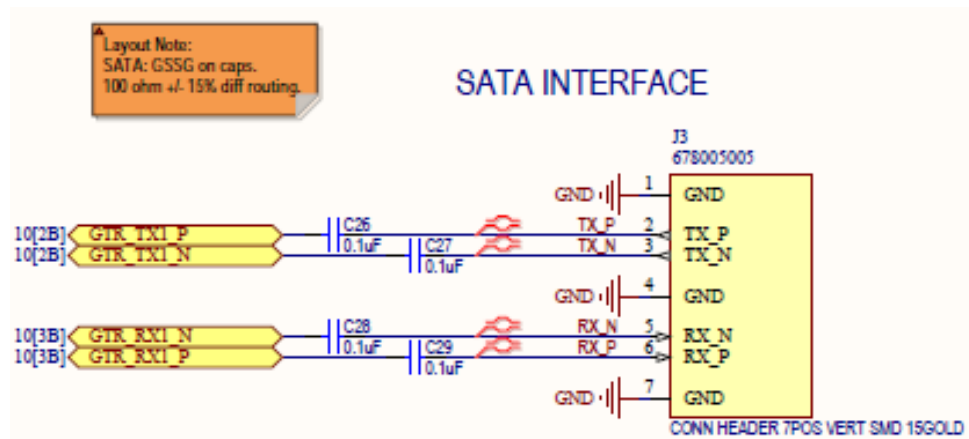 Layout Note:
SATA: GSSG on caps.
100 ohm +/- 15% diff routing.
SATA INTERFACE
J3
678005005
GND 1 GND
10[2B] GTR_TX1_P C26 0.1uF TX_P 2 TX_P
10[2B] GTR_TX1_N C27 0.1uF TX_N 3 TX_N
GND 4 GND
10[3B] GTR_RX1_N C28 0.1uF RX_N 5 RX_N
10[3B] GTR_RX1_P C29 0.1uF RX_P 6 RX_P
GND 7 GND
CONN HEADER 7POS VERT SMD 15GOLD